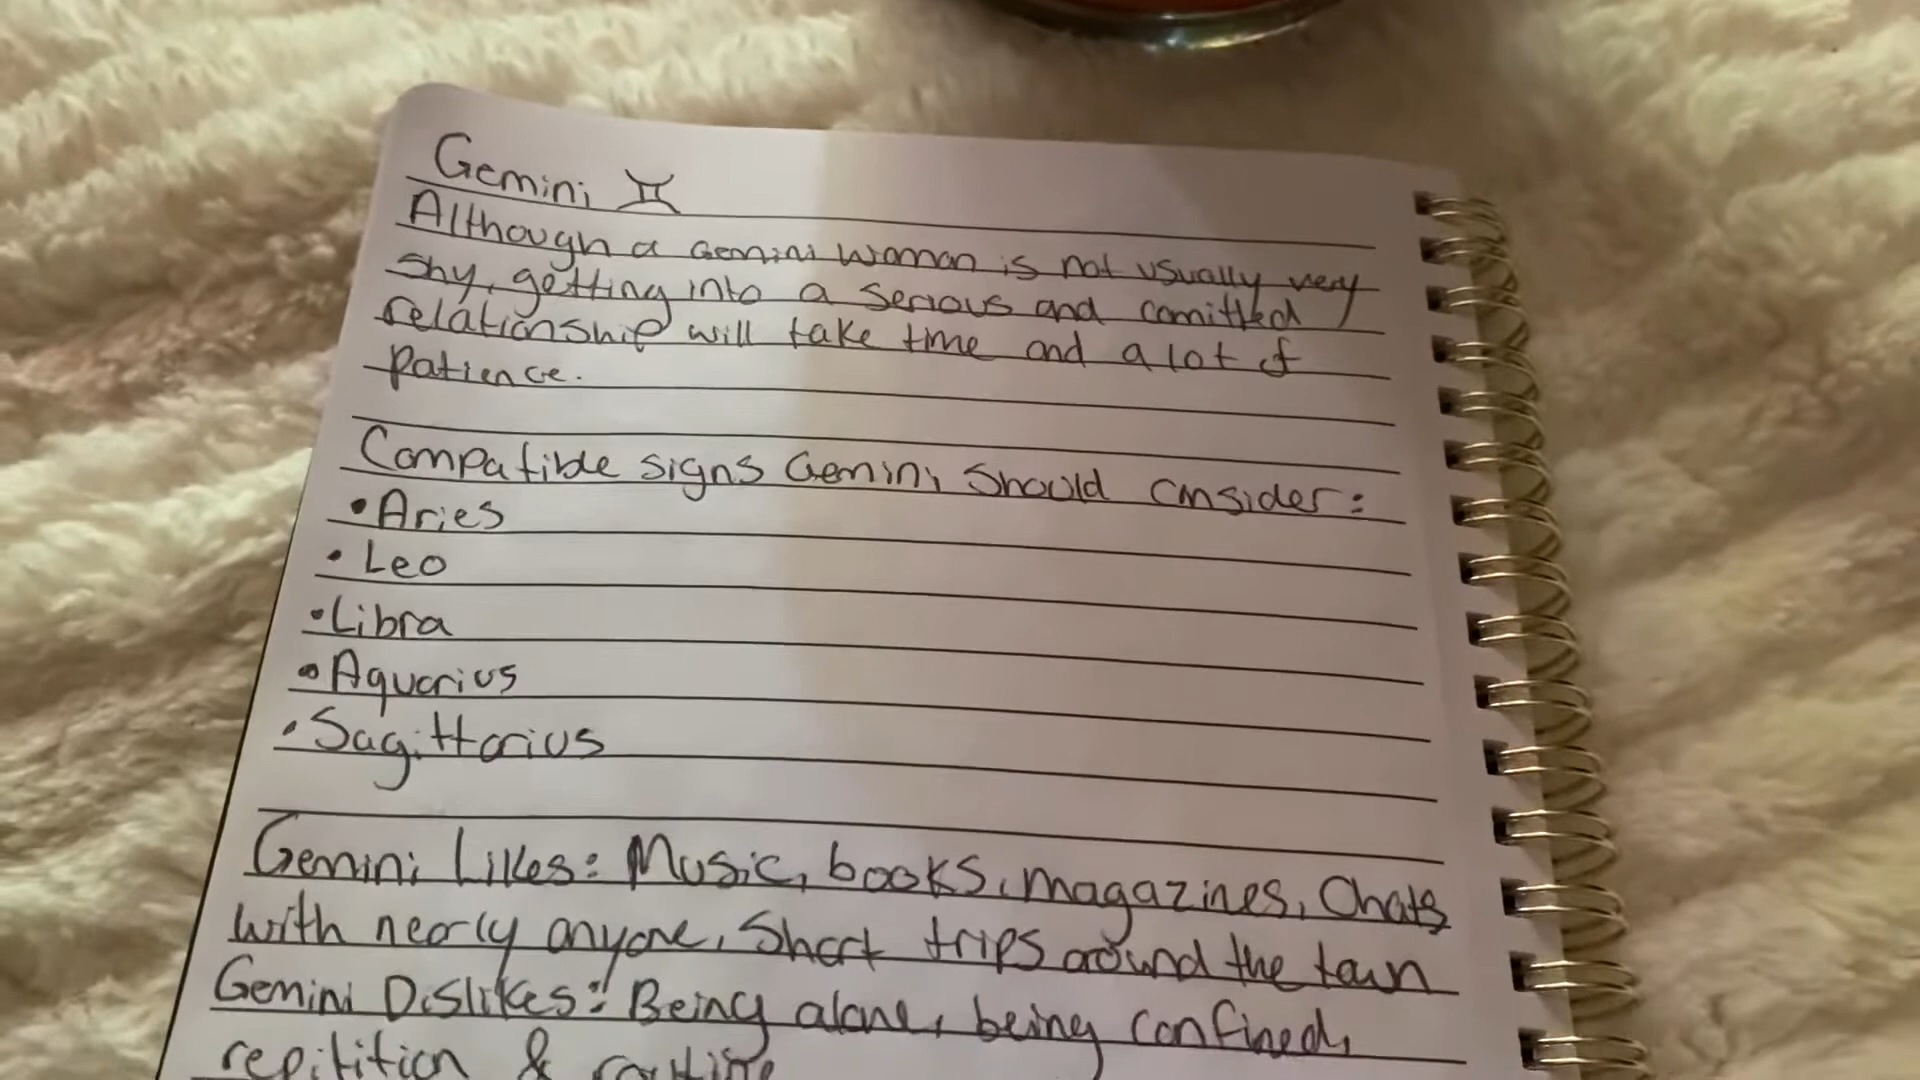 Gemini ♊
Although a Gemini woman is not usually very
shy, getting into a serious and comitted
relationship will take time and a lot of
patience.
Compatible signs Gemini should consider:
• Aries
• Leo
• Libra
• Aquarius
• Sagittarius
Gemini Likes: Music, books, magazines, Chats
with nearly anyone, Short trips around the town
Gemini Dislikes: Being alone, being confined,
repitition & routine